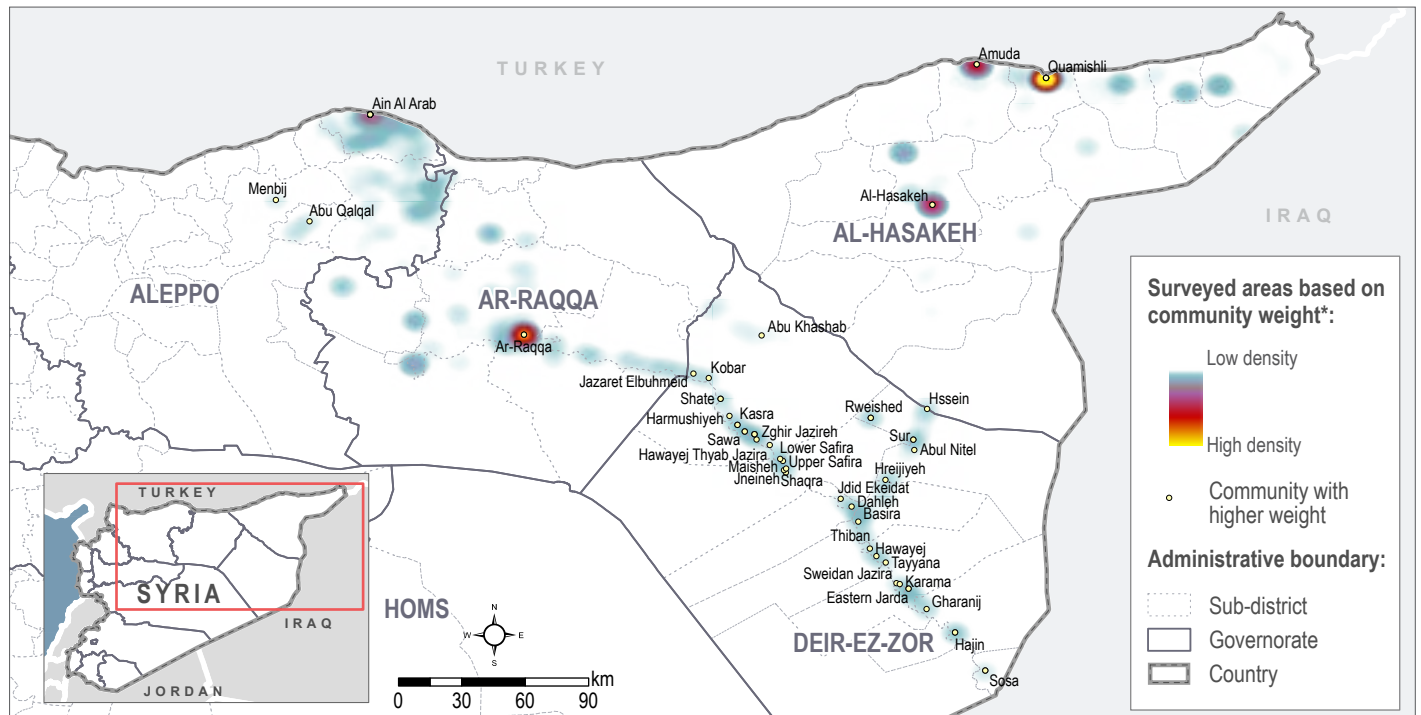 TURKEY
Amuda
Quamishli
Ain Al Arab
Menbij
Abu Qalqal
Al-Hasakeh
AL-HASAKEH
IRAQ
ALEPPO
AR-RAQQA
Ar-Raqqa
Abu Khashab
Jazaret Elbuhmeid
Kobar
Shate
Harmushiyeh
Kasra
Zghir Jazireh
Sawa
Lower Safira
Hawayej Thyab Jazira
Upper Safira
Maisheh
Jneineh
Shaqra
Rweished
Hssein
Sur
Abul Nitel
Hreijiyeh
Jdid Ekeidat
Dahleh
Basira
Thiban
Hawayej
Tayyana
Sweidan Jazira
Karama
Eastern Jarda
Gharanij
DEIR-EZ-ZOR
Hajin
Sosa
HOMS
N
W
E
S
km
0 30 60 90
TURKEY
SYRIA
IRAQ
JORDAN
Surveyed areas based on
community weight*:
Low density
High density
Community with
higher weight
Administrative boundary:
Sub-district
Governorate
Country